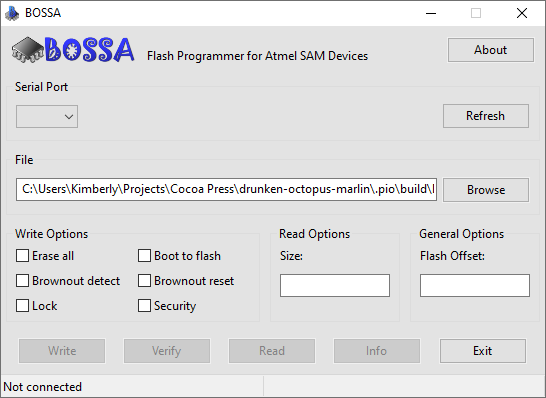 BOSSA
BOSSA
Flash Programmer for Atmel SAM Devices
About
Serial Port
Refresh
File
C:\Users\Kimberly\Projects\Cocoa Press\drunken-octopus-marlin\.pio\build\
Browse
Write Options
Read Options
General Options
Erase all
Boot to flash
Size:
Flash Offset:
Brownout detect
Brownout reset
Lock
Security
Write
Verify
Read
Info
Exit
Not connected